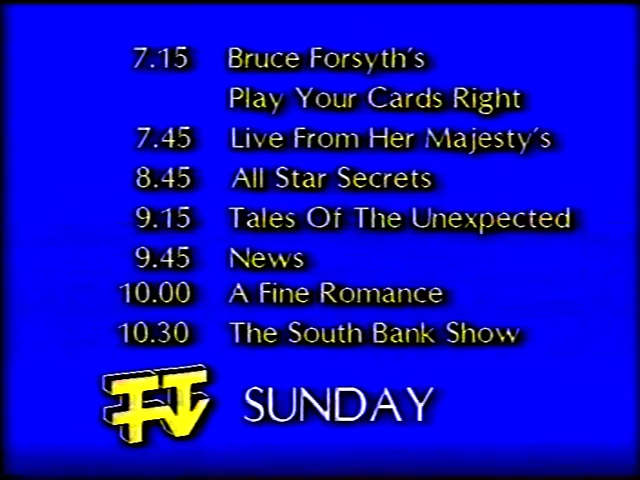 7.15 Bruce Forsyth's
Play Your Cards Right
7.45 Live From Her Majesty's
8.45 All Star Secrets
9.15 Tales Of The Unexpected
9.45 News
10.00 A Fine Romance
10.30 The South Bank Show
SUNDAY